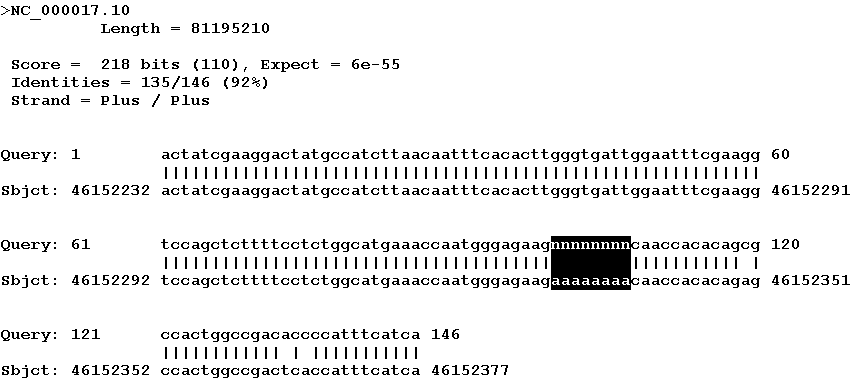 >NC_000017.10
Length = 81195210
Score = 218 bits (110), Expect = 6e-55
Identities = 135/146 (92%)
Strand = Plus / Plus
Query: 1 actatcgaaggactatgccatcttaacaatttcacacttgggtgattggaatttcgaagg 60
||||||||||||||||||||||||||||||||||||||||||||||||||||||||||||
Sbjct: 46152232 actatcgaaggactatgccatcttaacaatttcacacttgggtgattggaatttcgaagg 46152291
Query: 61 tccagctcttttcctctggcatgaaaccaatgggagaagnnnnnnnncaaccacacagcg 120
|||||||||||||||||||||||||||||||||||||||        ||||||||||| |
Sbjct: 46152292 tccagctcttttcctctggcatgaaaccaatgggagaagaaaaaaaacaaccacacagag 46152351
Query: 121 ccactggccgacaccccatttcatca 146
|||||||||||| | |||||||||||
Sbjct: 46152352 ccactggccgactcaccatttcatca 46152377